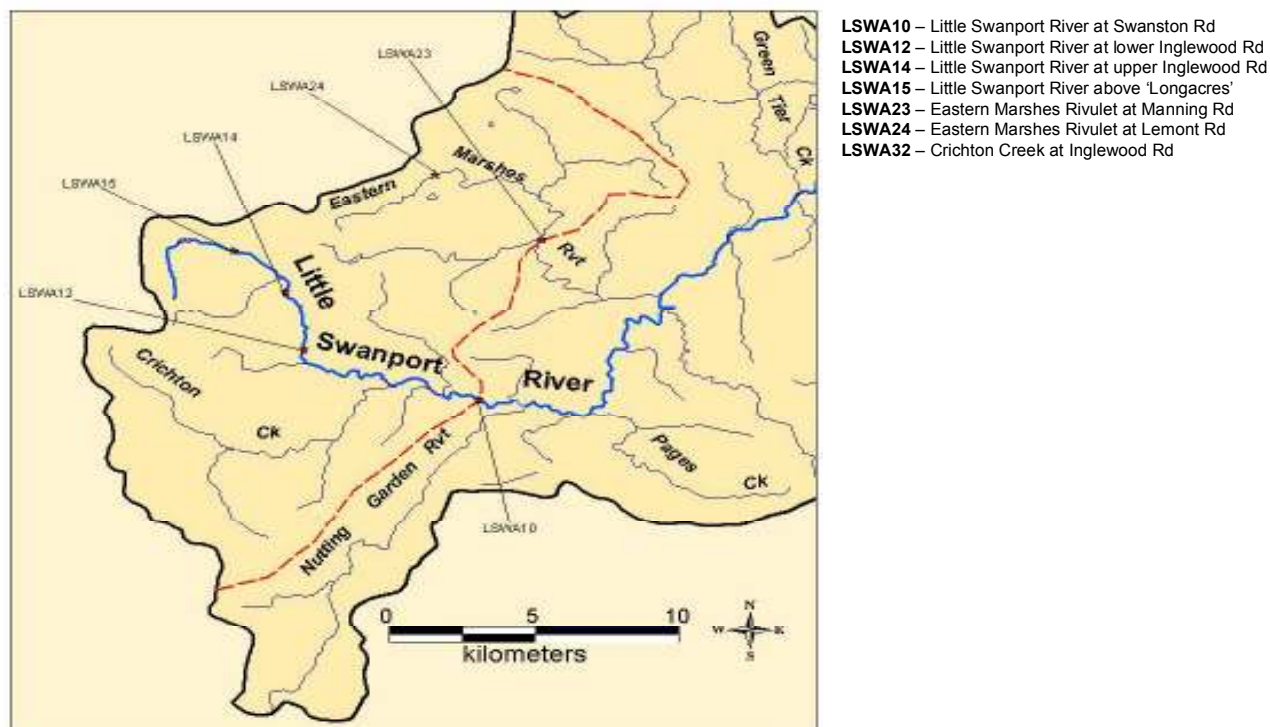 LSWA23
LSWA24
LSWA14
LSWA15
LSWA12
LSWA10
Green
Tier
Ck
Eastern
Marshes
Rvt
Little
Swanport
River
Crichton
Ck
Nutting
Garden
Rvt
Pages
Ck
0 5 10
kilometers
N
W
E
S
LSWA10 – Little Swanport River at Swanston Rd
LSWA12 – Little Swanport River at lower Inglewood Rd
LSWA14 – Little Swanport River at upper Inglewood Rd
LSWA15 – Little Swanport River above ‘Longacres’
LSWA23 – Eastern Marshes Rivulet at Manning Rd
LSWA24 – Eastern Marshes Rivulet at Lemont Rd
LSWA32 – Crichton Creek at Inglewood Rd